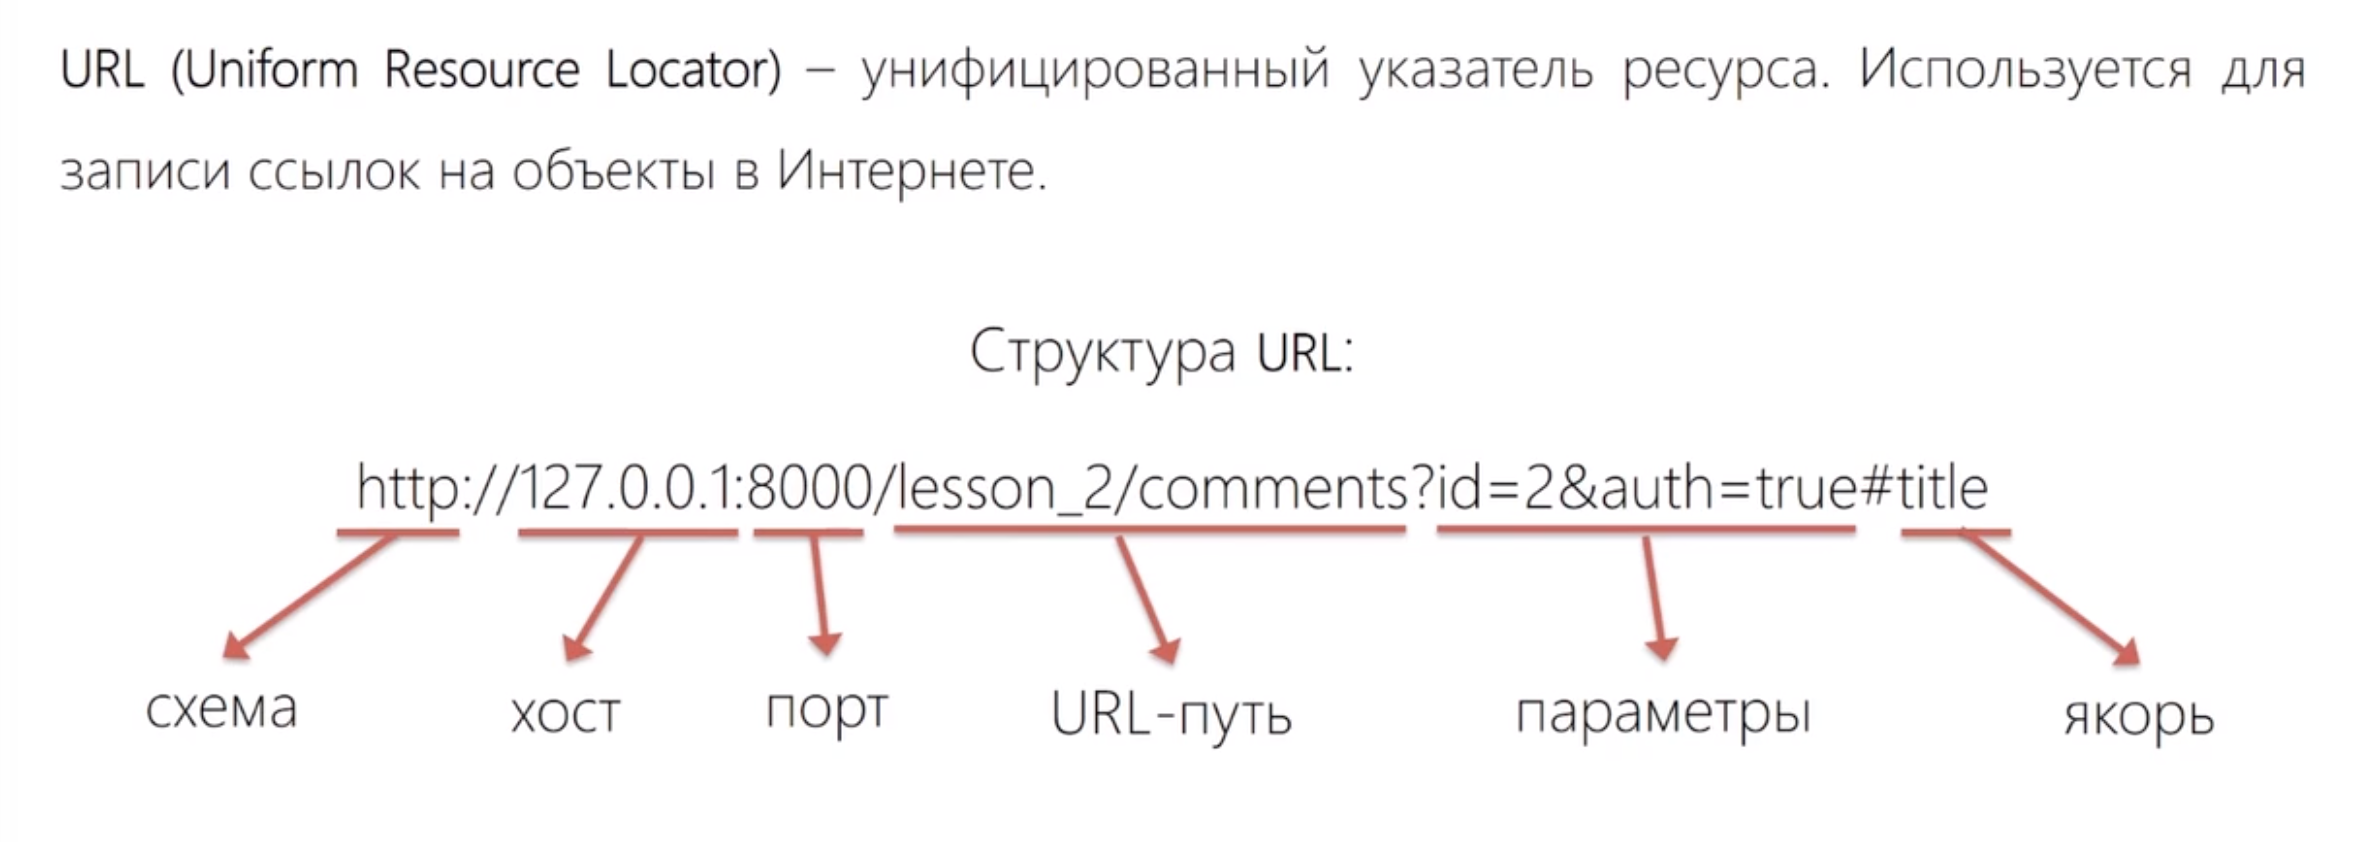 URL (Uniform Resource Locator) – унифицированный указатель ресурса. Используется для
записи ссылок на объекты в Интернете.
Структура URL:
http://127.0.0.1:8000/lesson_2/comments?id=2&auth=true#title
схема хост порт URL-путь параметры якорь